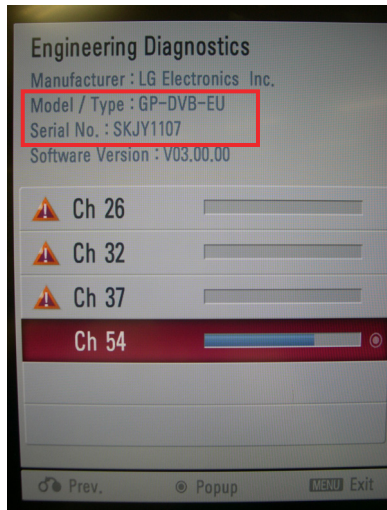 Engineering Diagnostics
Manufacturer : LG Electronics Inc.
Model / Type : GP-DVB-EU
Serial No. : SKJY1107
Software Version : V03.00.00
Ch 26
Ch 32
Ch 37
Ch 54
Prev.
Popup
MENU Exit